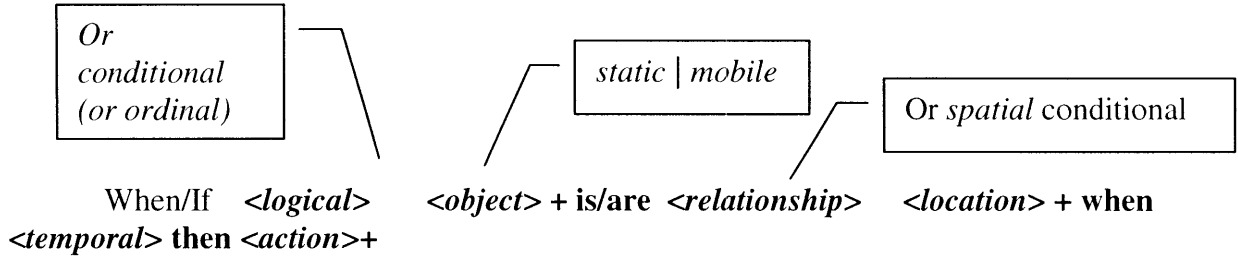 Or
conditional
(or ordinal)
static | mobile
Or spatial conditional
When/If <logical> <object> + is/are <relationship> <location> + when
<temporal> then <action>+